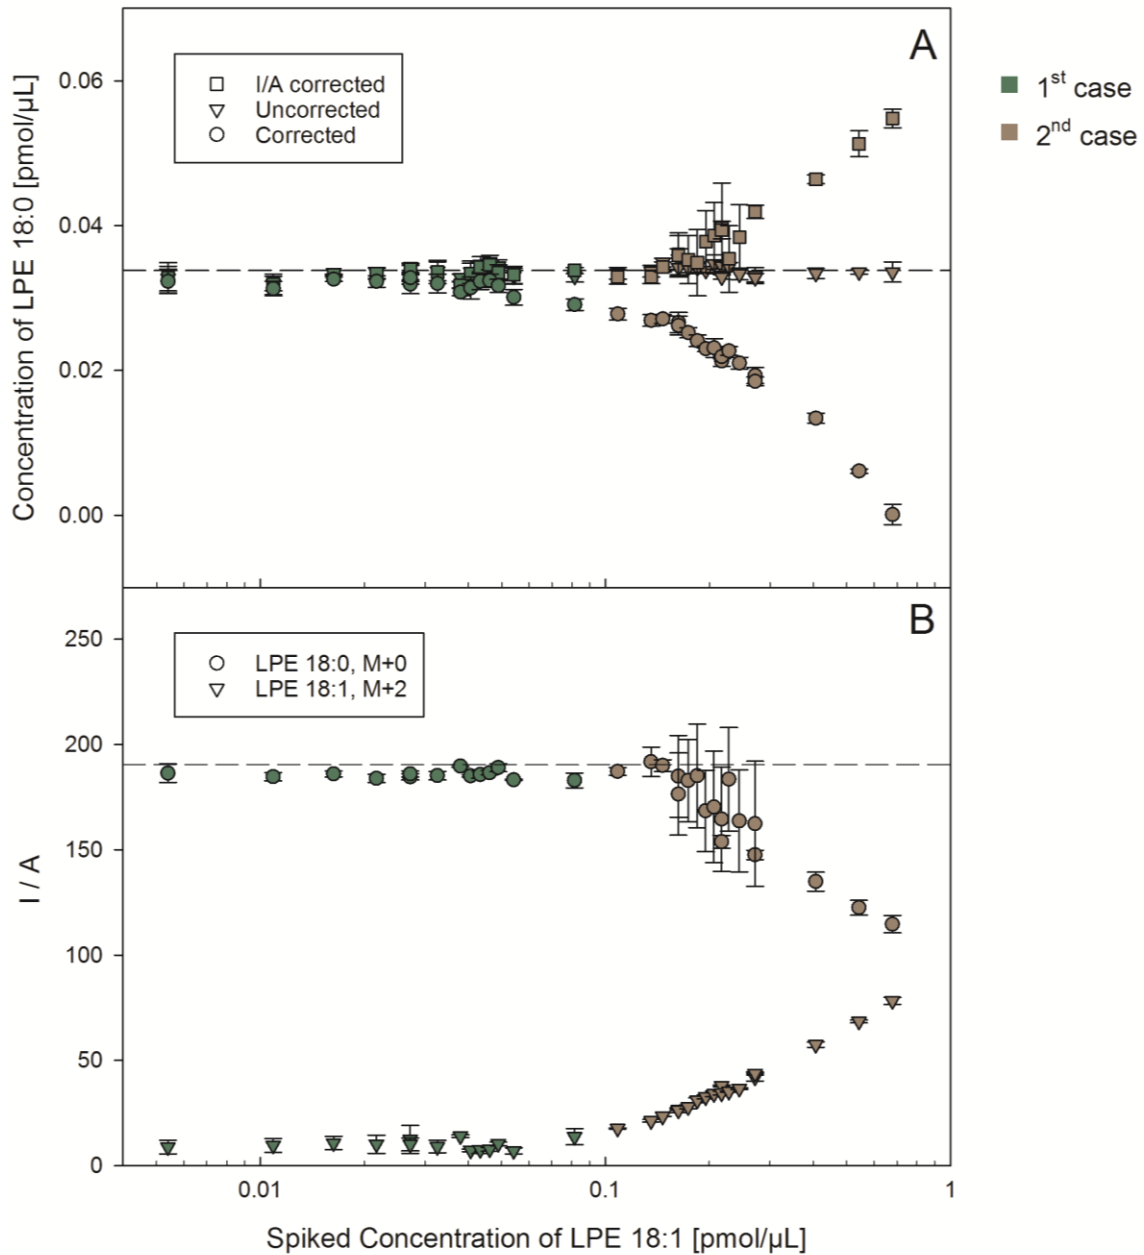 A
I/A corrected
Uncorrected
Corrected
1st case
2nd case
0.06
0.04
0.02
0.00
Concentration of LPE 18:0 [pmol/µL]
B
LPE 18:0, M+0
LPE 18:1, M+2
250
200
150
100
50
0
I / A
0.01 0.1 1
Spiked Concentration of LPE 18:1 [pmol/µL]